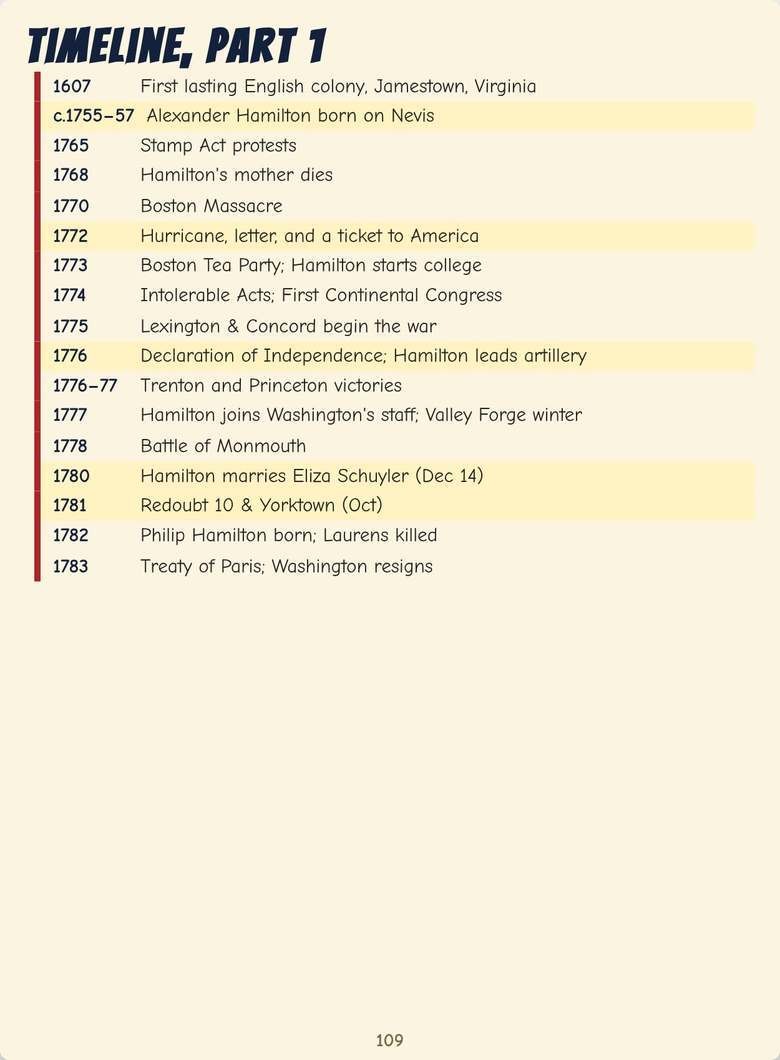 TIMELINE, PART 1
1607 First lasting English colony, Jamestown, Virginia
c.1755–57 Alexander Hamilton born on Nevis
1765 Stamp Act protests
1768 Hamilton's mother dies
1770 Boston Massacre
1772 Hurricane, letter, and a ticket to America
1773 Boston Tea Party; Hamilton starts college
1774 Intolerable Acts; First Continental Congress
1775 Lexington & Concord begin the war
1776 Declaration of Independence; Hamilton leads artillery
1776–77 Trenton and Princeton victories
1777 Hamilton joins Washington's staff; Valley Forge winter
1778 Battle of Monmouth
1780 Hamilton marries Eliza Schuyler (Dec 14)
1781 Redoubt 10 & Yorktown (Oct)
1782 Philip Hamilton born; Laurens killed
1783 Treaty of Paris; Washington resigns
109